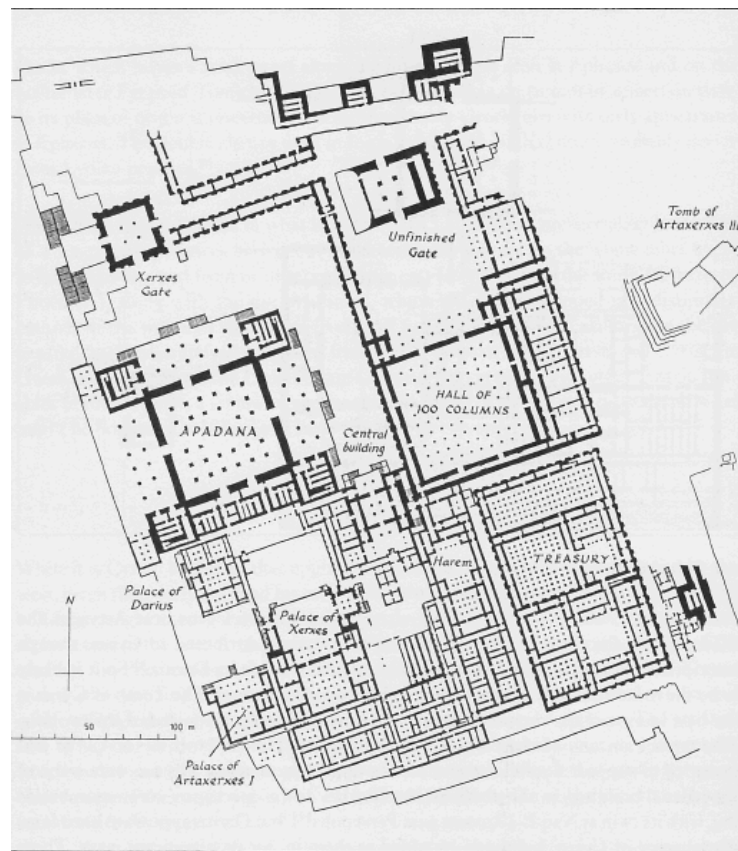 Tomb of
Artaxerxes III
Unfinished
Gate
Xerxes
Gate
HALL OF
100 COLUMNS
APADANA
Central
building
Harem
TREASURY
Palace of
Darius
Palace of
Xerxes
50
100 m
Palace of
Artaxerxes I